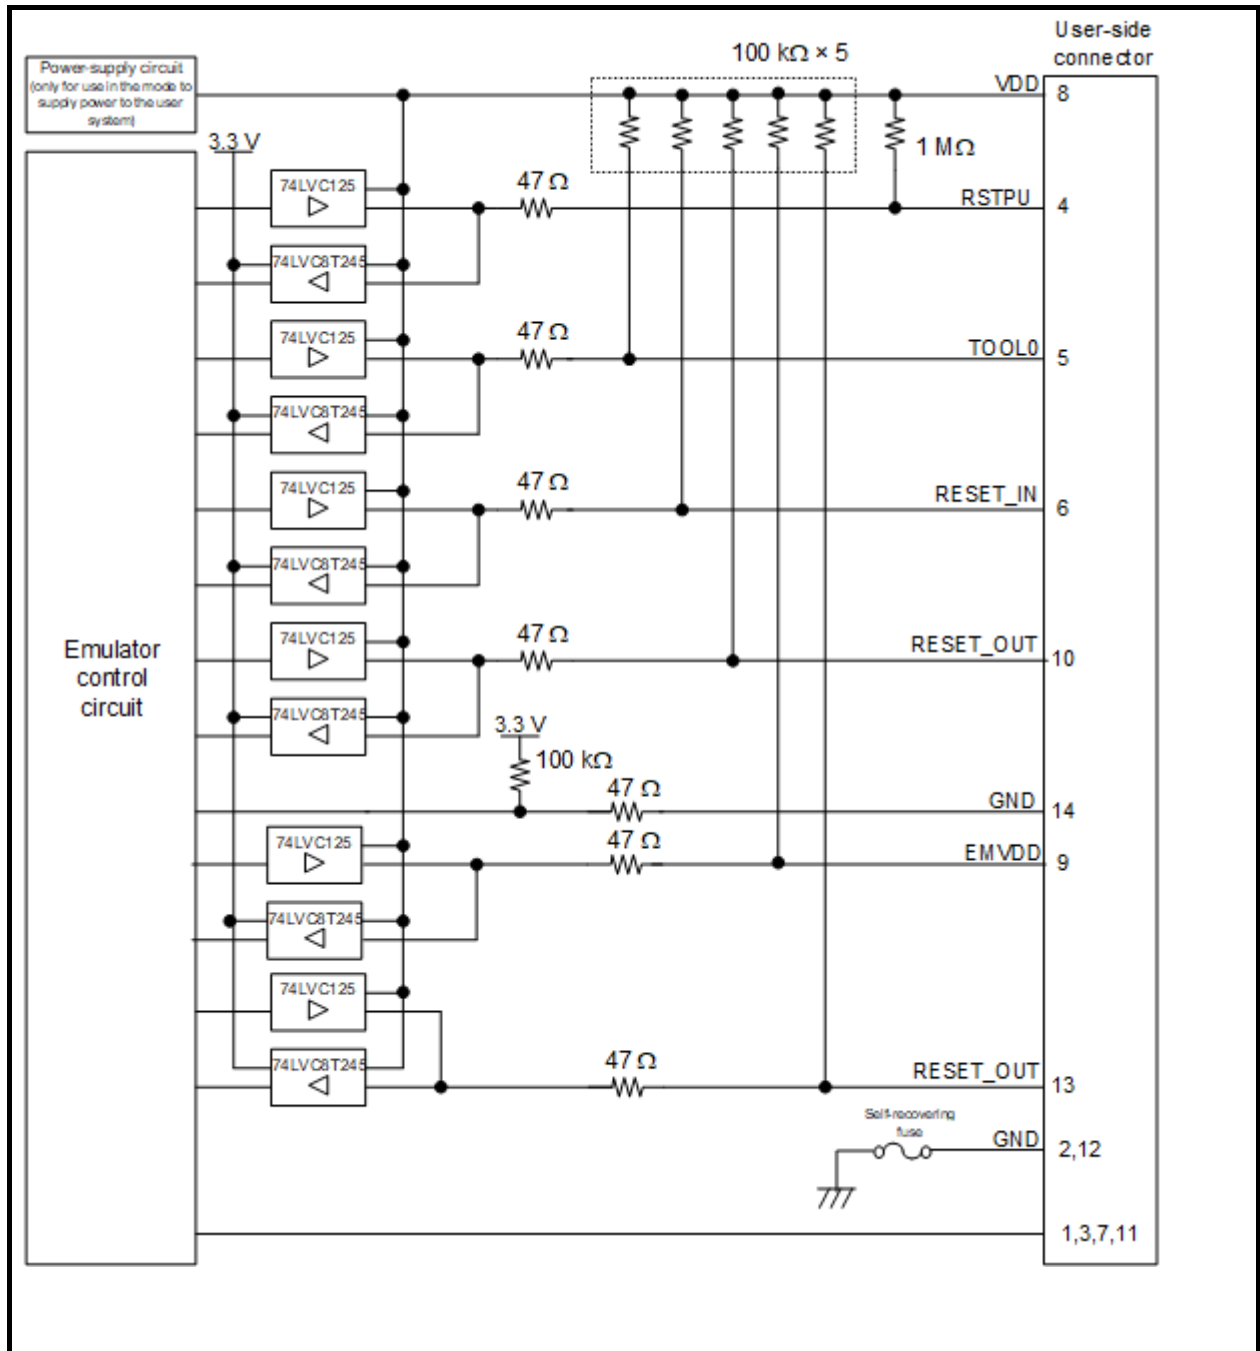 User-side
connector
100 kΩ × 5
Power-supply circuit
(only for use in the mode to
supply power to the user
system)
VDD 8
3.3 V
1 MΩ
74LVC125
47 Ω
RSTPU 4
74LVC8T245
74LVC125
47 Ω
TOOL0 5
74LVC8T245
74LVC125
47 Ω
RESET_IN 6
74LVC8T245
74LVC125
47 Ω
RESET_OUT 10
Emulator
control
circuit
74LVC8T245
3.3 V
100 kΩ
47 Ω
GND 14
74LVC125
47 Ω
EMVDD 9
74LVC8T245
74LVC125
74LVC8T245
47 Ω
RESET_OUT 13
Self-recovering
fuse
GND 2,12
1,3,7,11